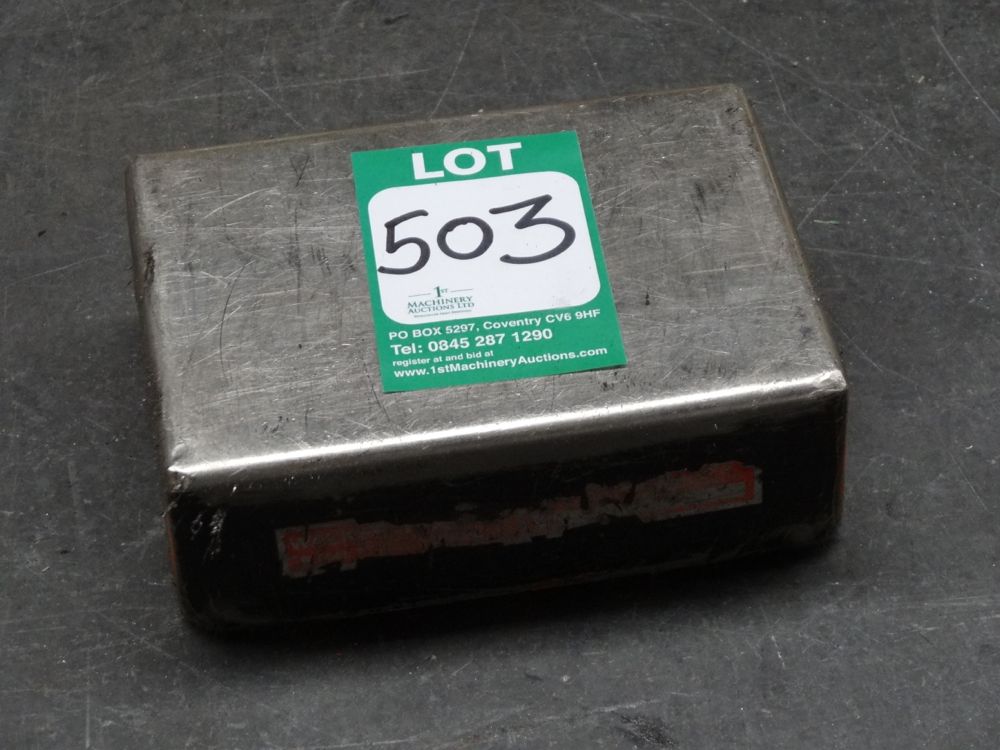 LOT
503
1ST
MACHINERY
AUCTIONS LTD
PO BOX 5297, Coventry CV6 9HF
Tel: 0845 287 1290
register at and bid at
www.1stMachineryAuctions.com